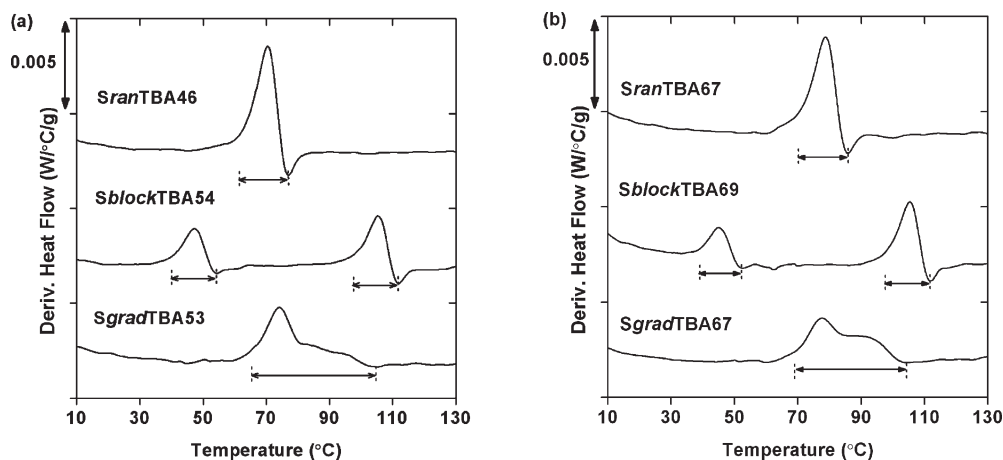 (a)
0.005
SranTBA46
SblockTBA54
SgradTBA53
Deriv. Heat Flow (W/°C/g)
10 30 50 70 90 110 130
Temperature (°C)
(b)
0.005
SranTBA67
SblockTBA69
SgradTBA67
Deriv. Heat Flow (W/°C/g)
10 30 50 70 90 110 130
Temperature (°C)